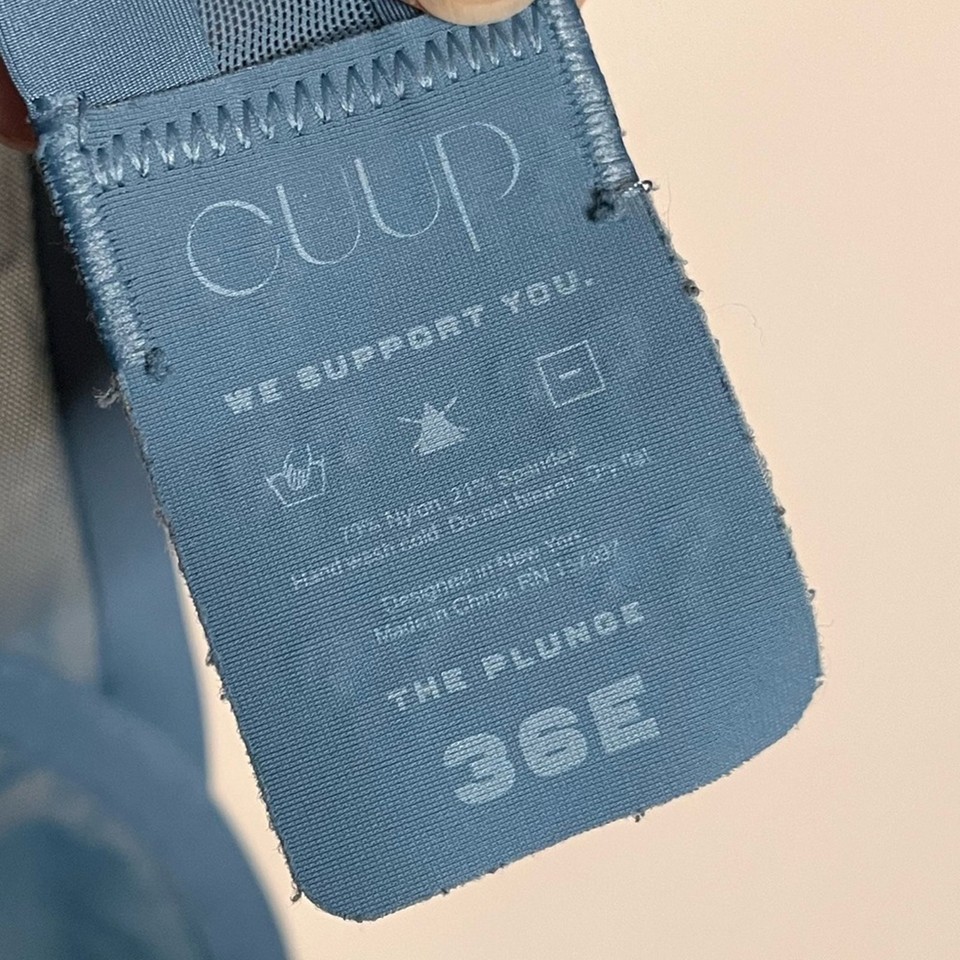 cuup
WE SUPPORT YOU.
79% Nylon, 21% Spandex
Hand wash cold. Do not bleach. Dry flat
Designed in New York
Made in China. RN
THE PLUNGE
36E